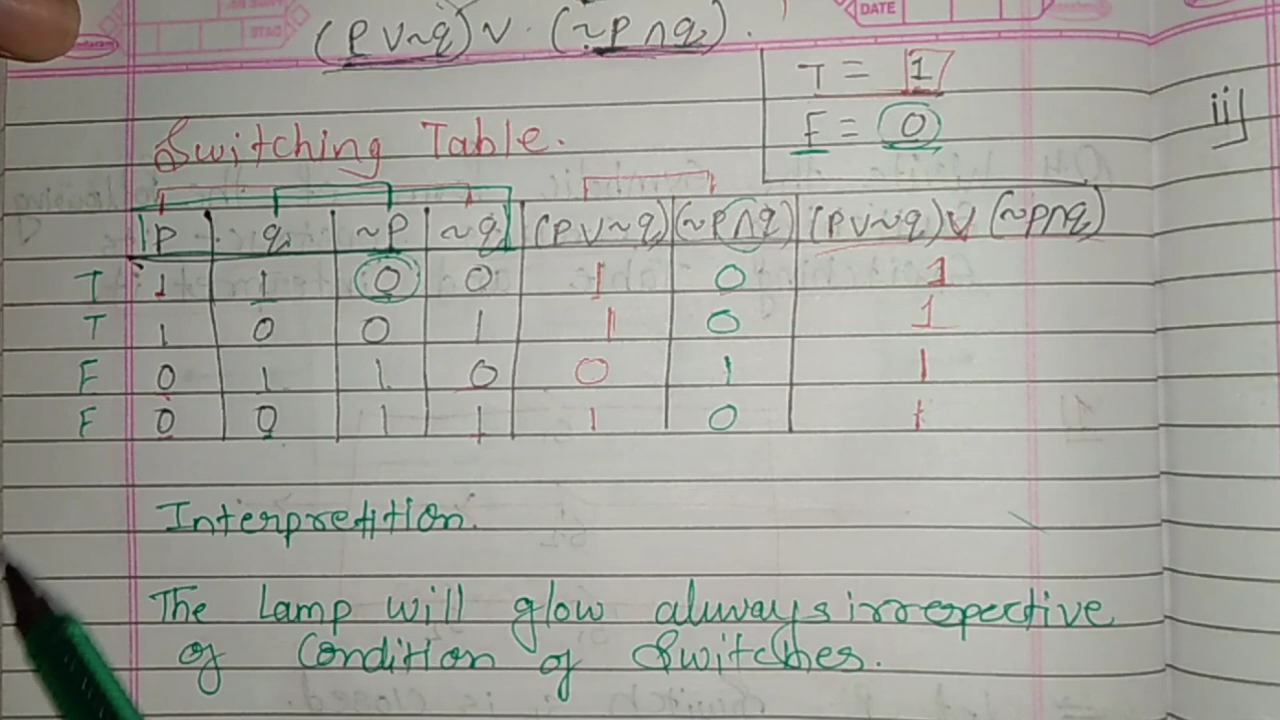 DATE
(p∨~q)∨(~p∧q).
T = 1
F = 0
ii)
Switching Table.
p q ~p ~q (p∨~q) (~p∧q) (p∨~q)∨(~p∧q)
T 1 1 0 0 1 0 1
T 1 0 0 1 1 0 1
F 0 1 1 0 0 1 1
F 0 0 1 1 1 0 1
Interpretition.
The Lamp will glow always irrespective
of Condition of Switches.